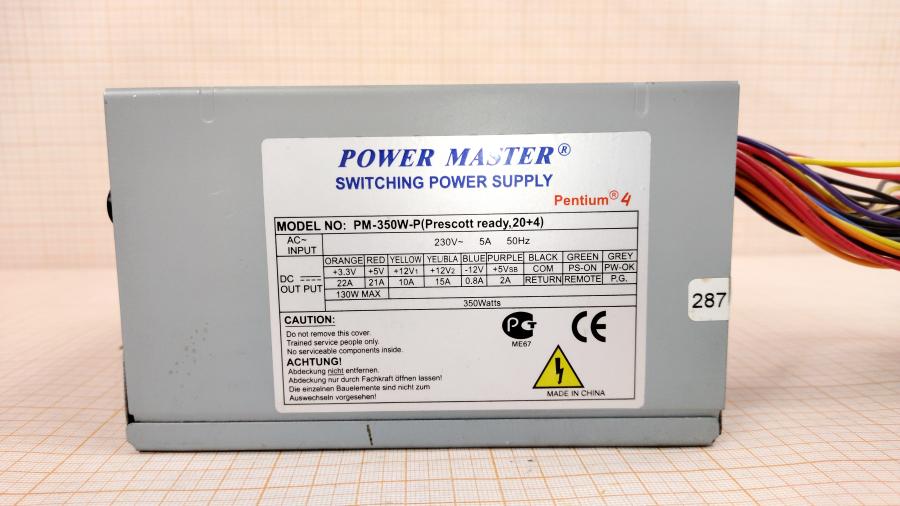 POWER MASTER®
SWITCHING POWER SUPPLY
Pentium® 4
MODEL NO: PM-350W-P(Prescott ready,20+4)
AC~ INPUT 230V~ 5A 50Hz
ORANGE RED YELLOW YEL/BLA BLUE PURPLE BLACK GREEN GREY
DC OUT PUT +3.3V +5V +12V1 +12V2 -12V +5VSB COM PS-ON PW-OK
22A 21A 10A 15A 0.8A 2A RETURN REMOTE P.G.
130W MAX
350Watts
CAUTION:
Do not remove this cover.
Trained service people only.
No serviceable components inside.
ACHTUNG!
Abdeckung nicht entfernen.
Abdeckung nur durch Fachkraft öffnen lassen!
Die einzelnen Bauelemente sind nicht zum
Auswechseln vorgesehen!
РСТ
ME67
CE
MADE IN CHINA
287